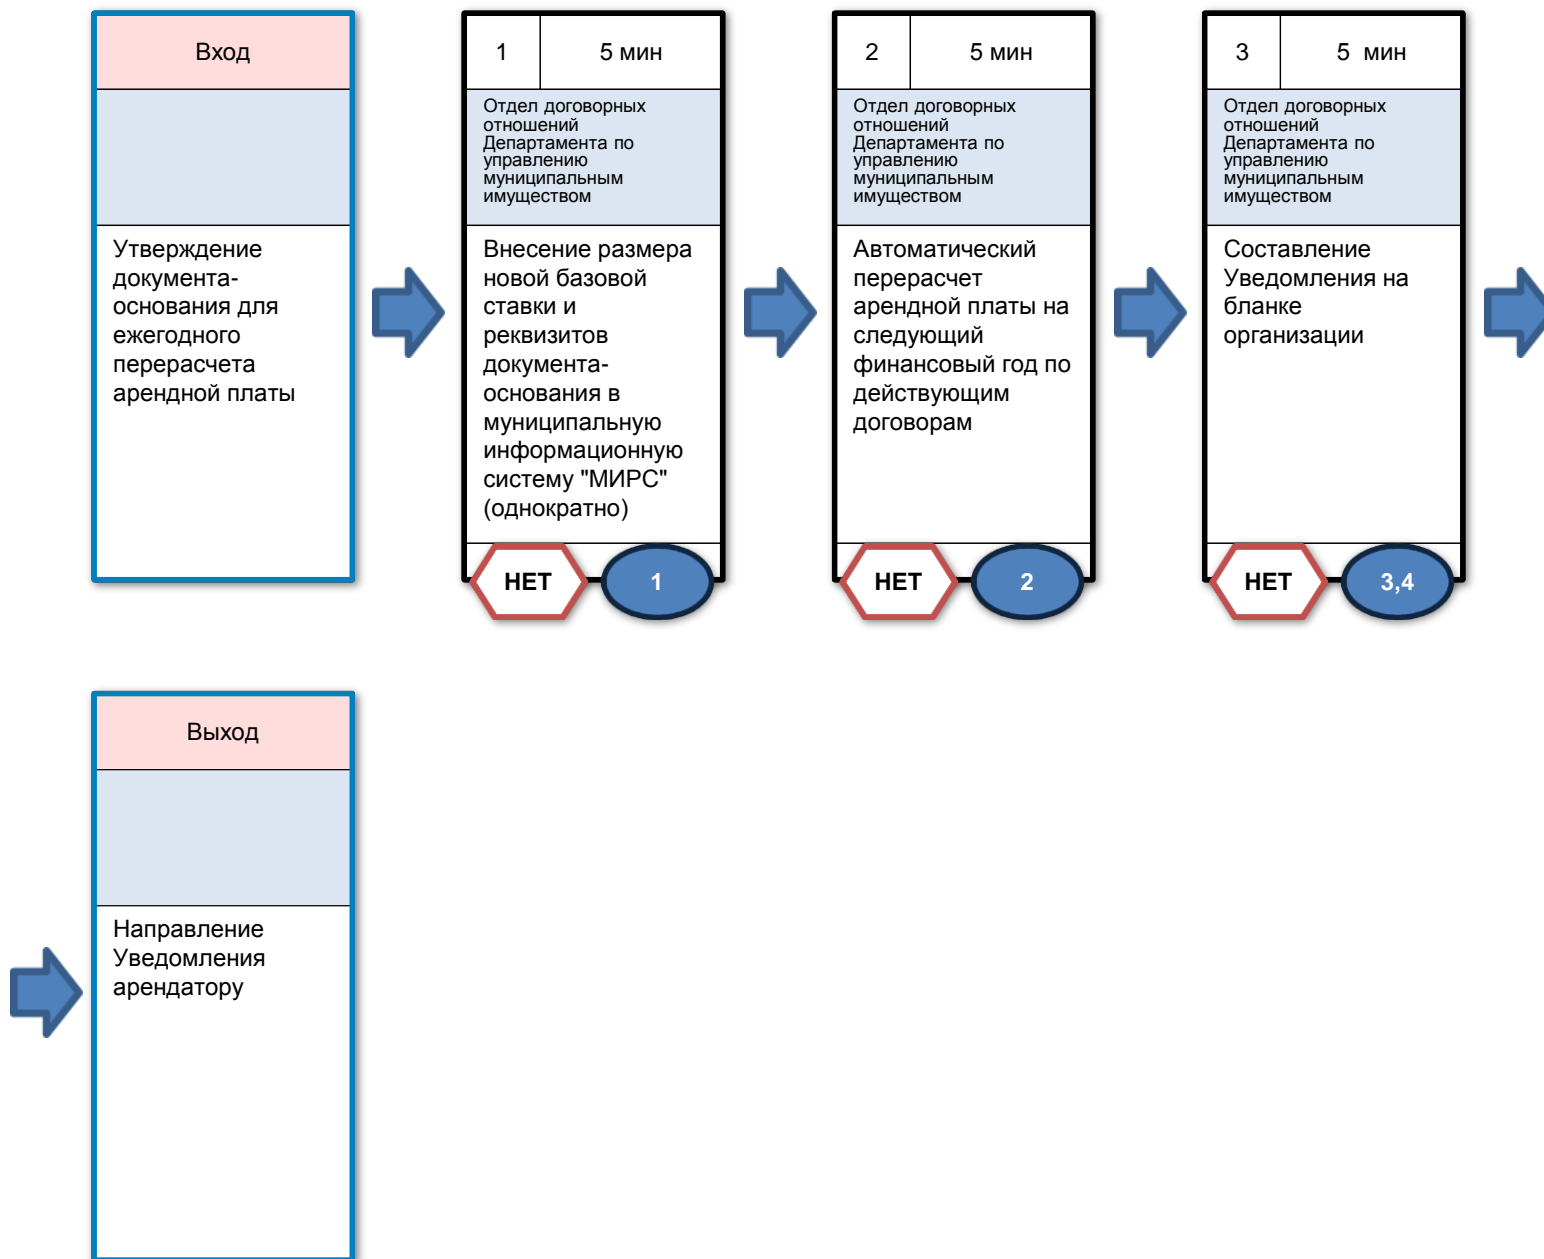 Вход
Утверждение
документа-
основания для
ежегодного
перерасчета
арендной платы
1
5 мин
Отдел договорных
отношений
Департамента по
управлению
муниципальным
имуществом
Внесение размера
новой базовой
ставки и
реквизитов
документа-
основания в
муниципальную
информационную
систему "МИРС"
(однократно)
НЕТ
1
2
5 мин
Отдел договорных
отношений
Департамента по
управлению
муниципальным
имуществом
Автоматический
перерасчет
арендной платы на
следующий
финансовый год по
действующим
договорам
НЕТ
2
3
5 мин
Отдел договорных
отношений
Департамента по
управлению
муниципальным
имуществом
Составление
Уведомления на
бланке
организации
НЕТ
3,4
Выход
Направление
Уведомления
арендатору